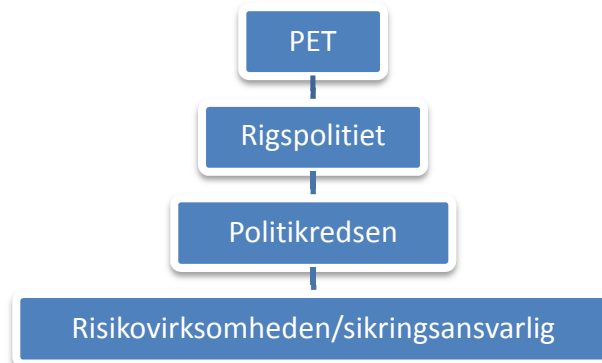 PET
Rigspolitiet
Politikredsen
Risikovirksomheden/sikringsansvarlig